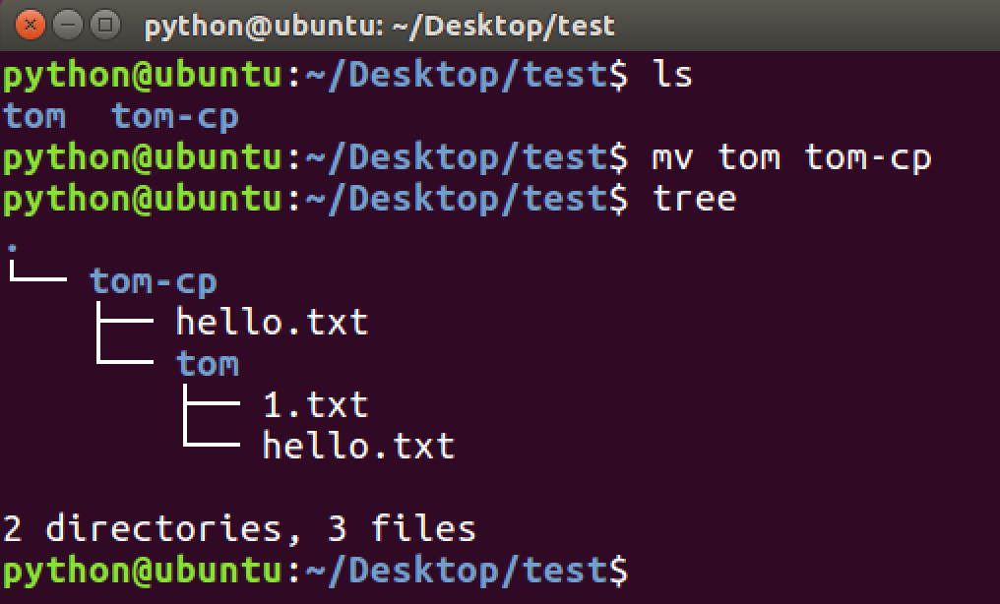 python@ubuntu: ~/Desktop/test
python@ubuntu:~/Desktop/test$ ls
tom  tom-cp
python@ubuntu:~/Desktop/test$ mv tom tom-cp
python@ubuntu:~/Desktop/test$ tree
.
└── tom-cp
    ├── hello.txt
    └── tom
        ├── 1.txt
        └── hello.txt
2 directories, 3 files
python@ubuntu:~/Desktop/test$